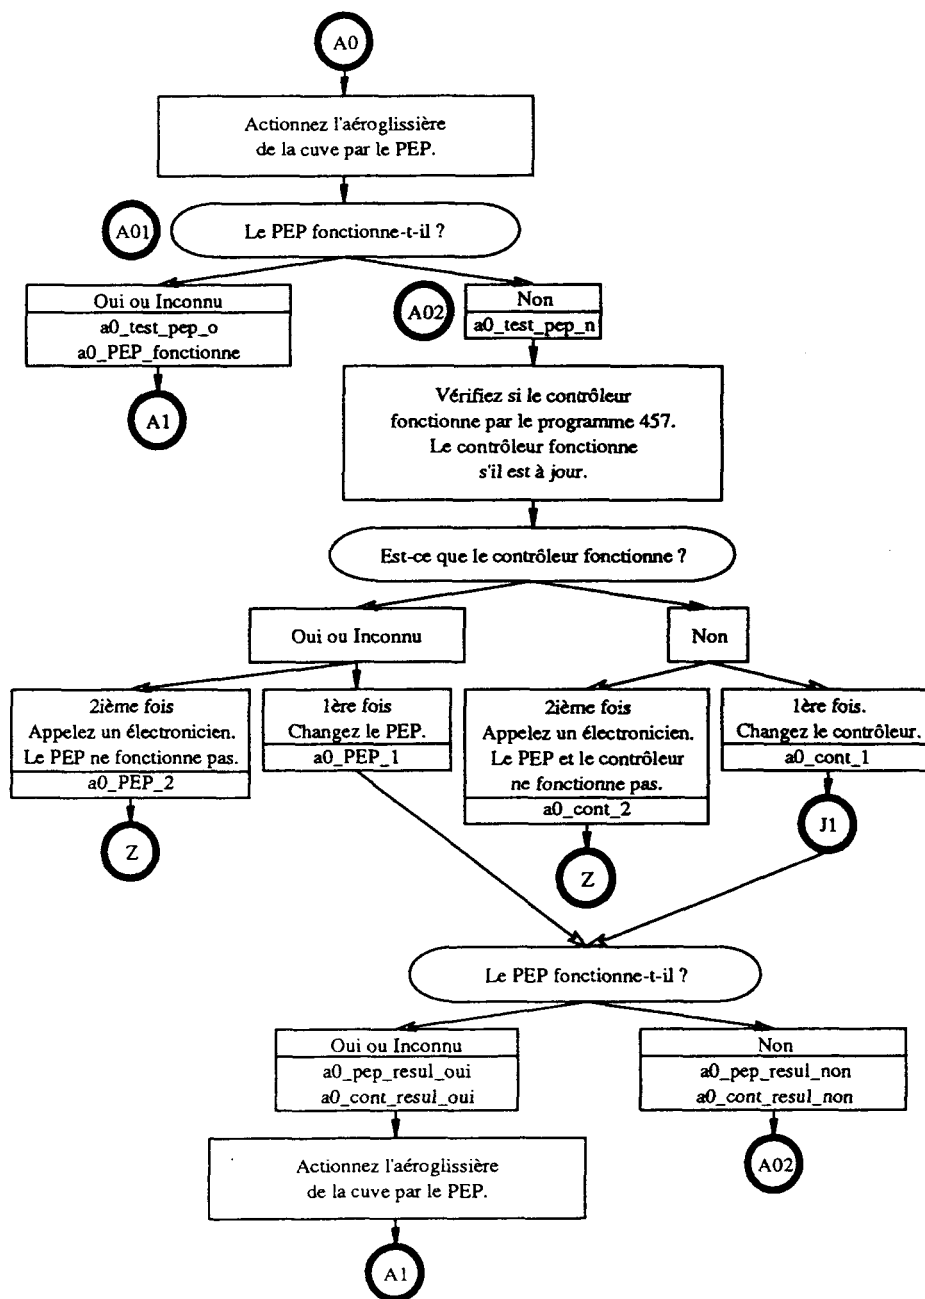 A0
Actionnez l'aéroglissière
de la cuve par le PEP.
A01
Le PEP fonctionne-t-il ?
Oui ou Inconnu
a0_test_pep_o
a0_PEP_fonctionne
A1
A02
Non
a0_test_pep_n
Vérifiez si le contrôleur
fonctionne par le programme 457.
Le contrôleur fonctionne
s'il est à jour.
Est-ce que le contrôleur fonctionne ?
Oui ou Inconnu
Non
2ième fois
Appelez un électronicien.
Le PEP ne fonctionne pas.
a0_PEP_2
Z
1ère fois
Changez le PEP.
a0_PEP_1
2ième fois
Appelez un électronicien.
Le PEP et le contrôleur
ne fonctionne pas.
a0_cont_2
Z
1ère fois.
Changez le contrôleur.
a0_cont_1
J1
Le PEP fonctionne-t-il ?
Oui ou Inconnu
a0_pep_resul_oui
a0_cont_resul_oui
Actionnez l'aéroglissière
de la cuve par le PEP.
A1
Non
a0_pep_resul_non
a0_cont_resul_non
A02